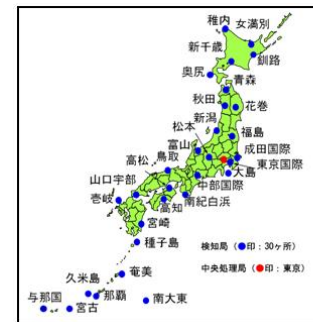 稚内
女満別
新千歳
釧路
奥尻
青森
秋田
花巻
新潟
松本
福島
富山
成田国際
高松
鳥取
東京国際
山口宇部
大島
壱岐
中部国際
高知
南紀白浜
宮崎
検知局(●印:30ヶ所)
種子島
中央処理局(●印:東京)
奄美
久米島
那覇
南大東
与那国
宮古